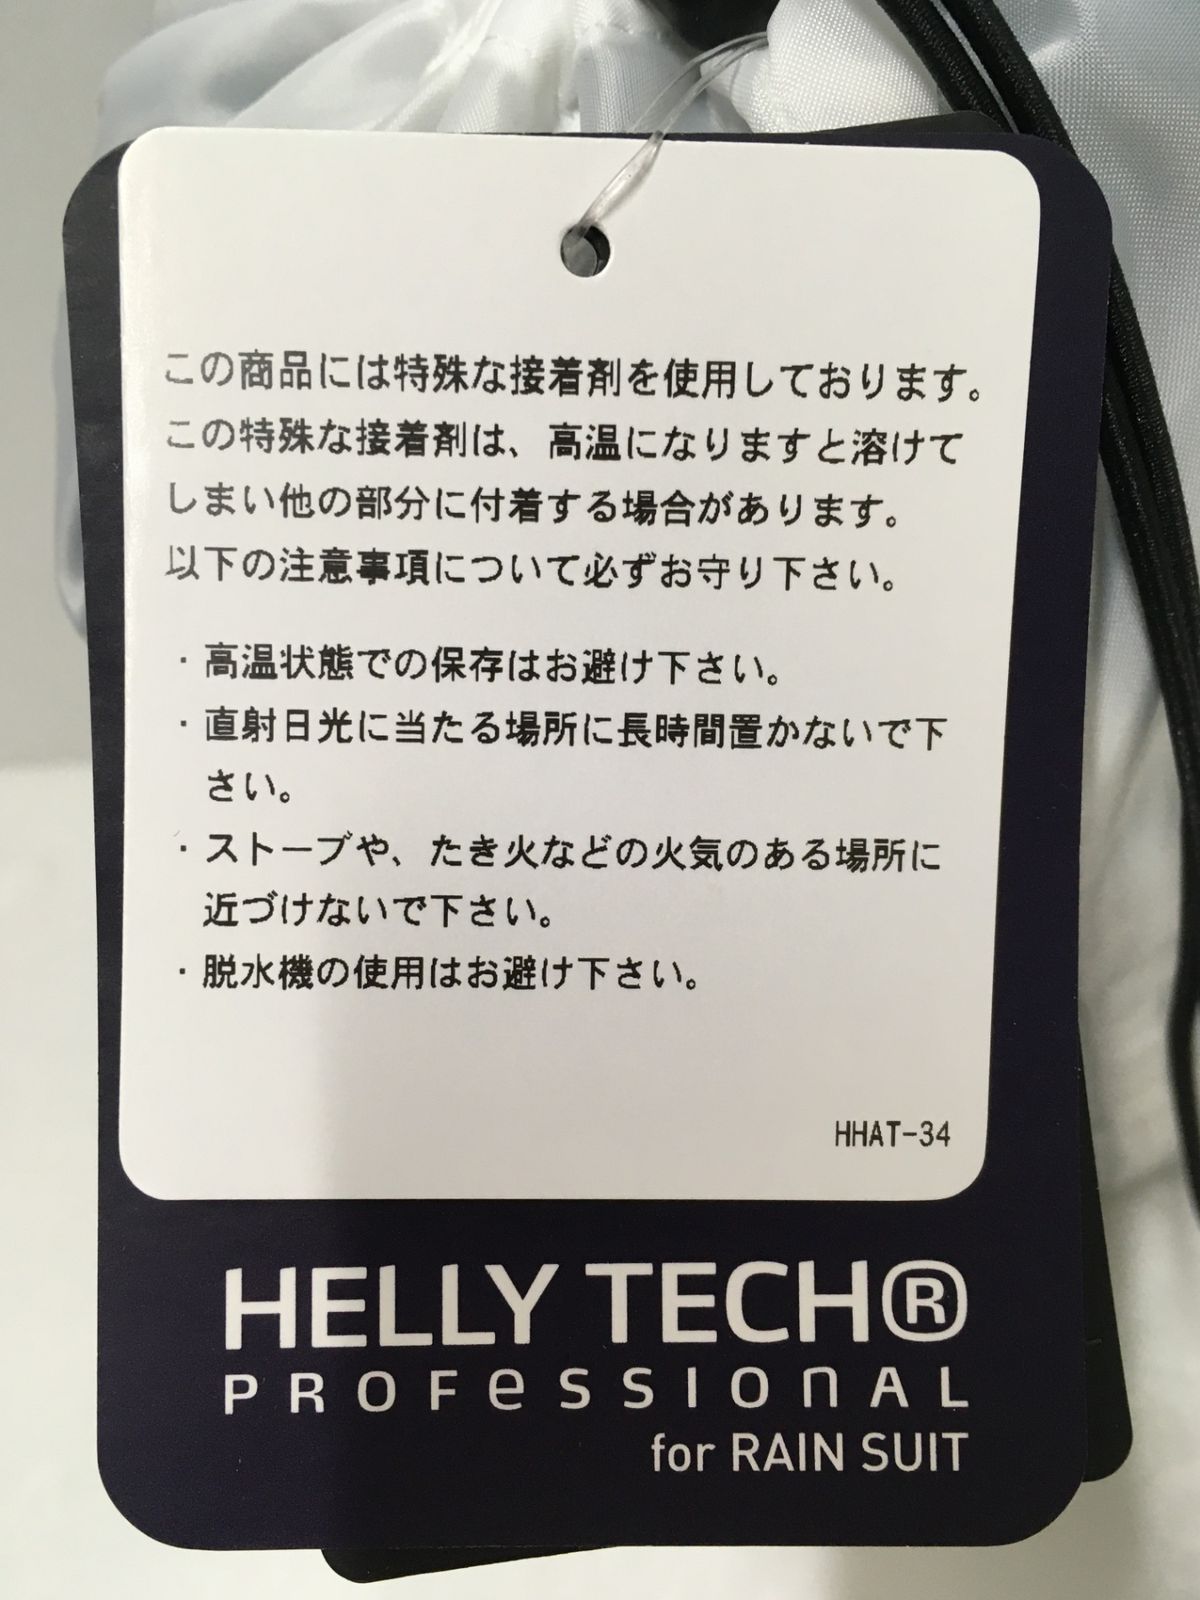 この商品には特殊な接着剤を使用しております。
この特殊な接着剤は、高温になりますと溶けて
しまい他の部分に付着する場合があります。
以下の注意事項について必ずお守り下さい。
・高温状態での保存はお避け下さい。
・直射日光に当たる場所に長時間置かないで下
さい。
・ストーブや、たき火などの火気のある場所に
近づけないで下さい。
・脱水機の使用はお避け下さい。
HHAT-34
HELLY TECH®
PROFeSSIOnAL
for RAIN SUIT